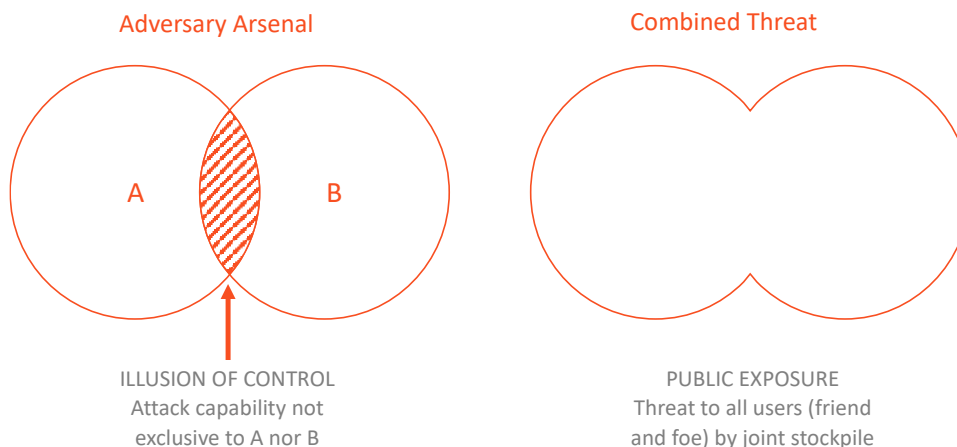 Adversary Arsenal
A
B
ILLUSION OF CONTROL
Attack capability not
exclusive to A nor B
Combined Threat
PUBLIC EXPOSURE
Threat to all users (friend
and foe) by joint stockpile